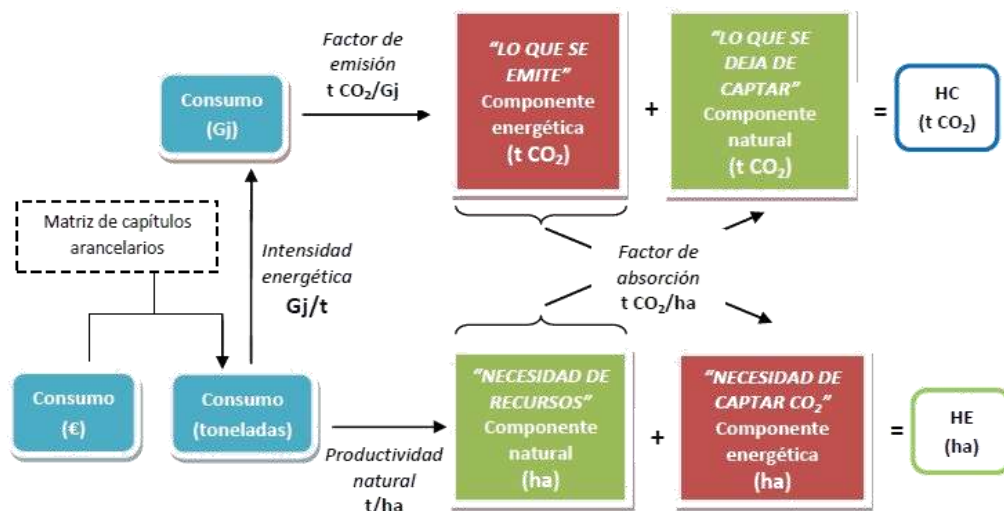 Factor de
emisión
t CO₂/Gj
Consumo
(Gj)
"LO QUE SE
EMITE"
Componente
energética
(t CO₂)
+
"LO QUE SE
DEJA DE
CAPTAR"
Componente
natural
(t CO₂)
=
HC
(t CO₂)
Matriz de capítulos
arancelarios
Intensidad
energética
Gj/t
Factor de
absorción
t CO₂/ha
Consumo
(€)
Consumo
(toneladas)
Productividad
natural
t/ha
"NECESIDAD DE
RECURSOS"
Componente
natural
(ha)
+
"NECESIDAD DE
CAPTAR CO₂"
Componente
energética
(ha)
=
HE
(ha)